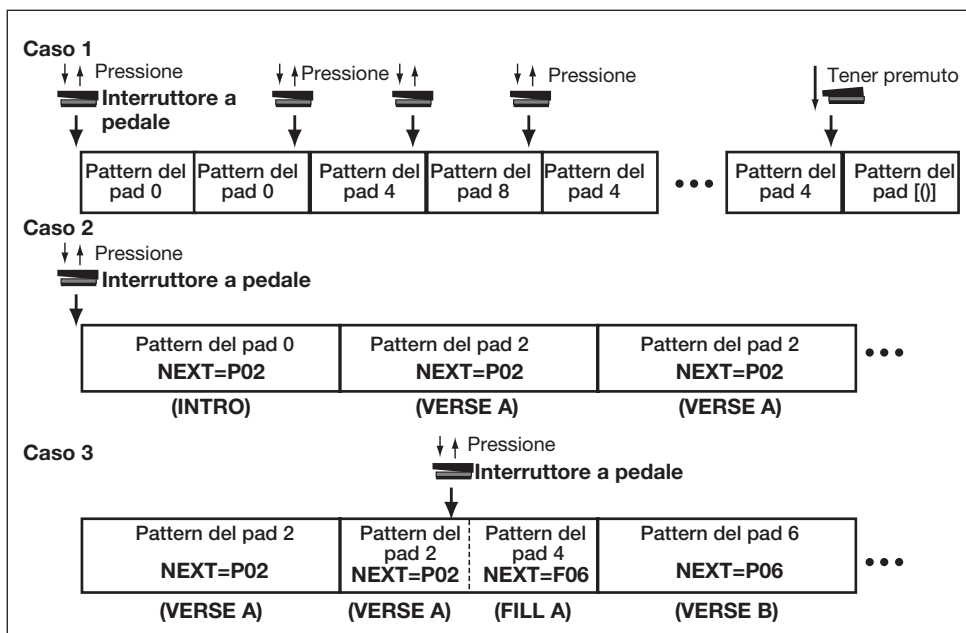 Caso 1
Pressione
Pressione
Pressione
Tener premuto
Interruttore a
pedale
Pattern del
pad 0
Pattern del
pad 0
Pattern del
pad 4
Pattern del
pad 8
Pattern del
pad 4
•••
Pattern del
pad 4
Pattern del
pad [()]
Caso 2
Pressione
Interruttore a pedale
Pattern del pad 0
NEXT=P02
Pattern del pad 2
NEXT=P02
Pattern del pad 2
NEXT=P02
•••
(INTRO)
(VERSE A)
(VERSE A)
Caso 3
Pressione
Interruttore a pedale
Pattern del pad 2
NEXT=P02
Pattern del
pad 2
NEXT=P02
Pattern del
pad 4
NEXT=F06
Pattern del pad 6
NEXT=P06
•••
(VERSE A)
(VERSE A)
(FILL A)
(VERSE B)